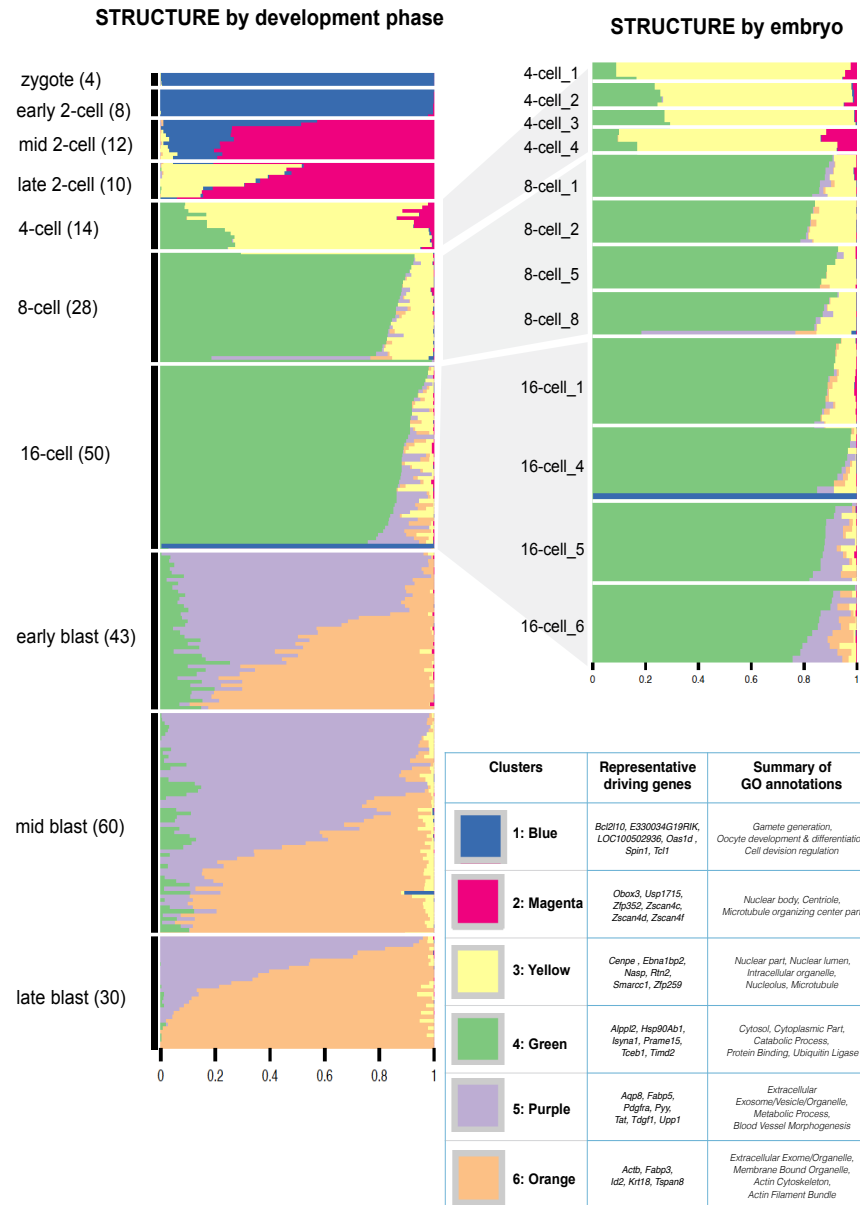 STRUCTURE by development phase
zygote (4)
early 2-cell (8)
mid 2-cell (12)
late 2-cell (10)
4-cell (14)
8-cell (28)
16-cell (50)
early blast (43)
mid blast (60)
late blast (30)
0 0.2 0.4 0.6 0.8 1
STRUCTURE by embryo
4-cell_1
4-cell_2
4-cell_3
4-cell_4
8-cell_1
8-cell_2
8-cell_5
8-cell_8
16-cell_1
16-cell_4
16-cell_5
16-cell_6
0 0.2 0.4 0.6 0.8 1
Clusters
Representative
driving genes
Summary of
GO annotations
1: Blue
Bcl2l10, E330034G19RIK,
LOC100502936, Oas1d ,
Spin1, Tcl1
Gamete generation,
Oocyte development & differentiatio
Cell devision regulation
2: Magenta
Obox3, Usp1715,
Zfp352, Zscan4c,
Zscan4d, Zscan4f
Nuclear body, Centriole,
Microtubule organizing center part
3: Yellow
Cenpe , Ebna1bp2,
Nasp, Rtn2,
Smarcc1, Zfp259
Nuclear part, Nuclear lumen,
Intracellular organelle,
Nucleolus, Microtubule
4: Green
Alppl2, Hsp90Ab1,
Isyna1, Prame15,
Tceb1, Timd2
Cytosol, Cytoplasmic Part,
Catabolic Process,
Protein Binding, Ubiquitin Ligase
5: Purple
Aqp8, Fabp5,
Pdgfra, Pyy,
Tat, Tdgf1, Upp1
Extracellular
Exosome/Vesicle/Organelle,
Metabolic Process,
Blood Vessel Morphogenesis
6: Orange
Actb, Fabp3,
Id2, Krt18, Tspan8
Extracellular Exome/Organelle,
Membrane Bound Organelle,
Actin Cytoskeleton,
Actin Filament Bundle